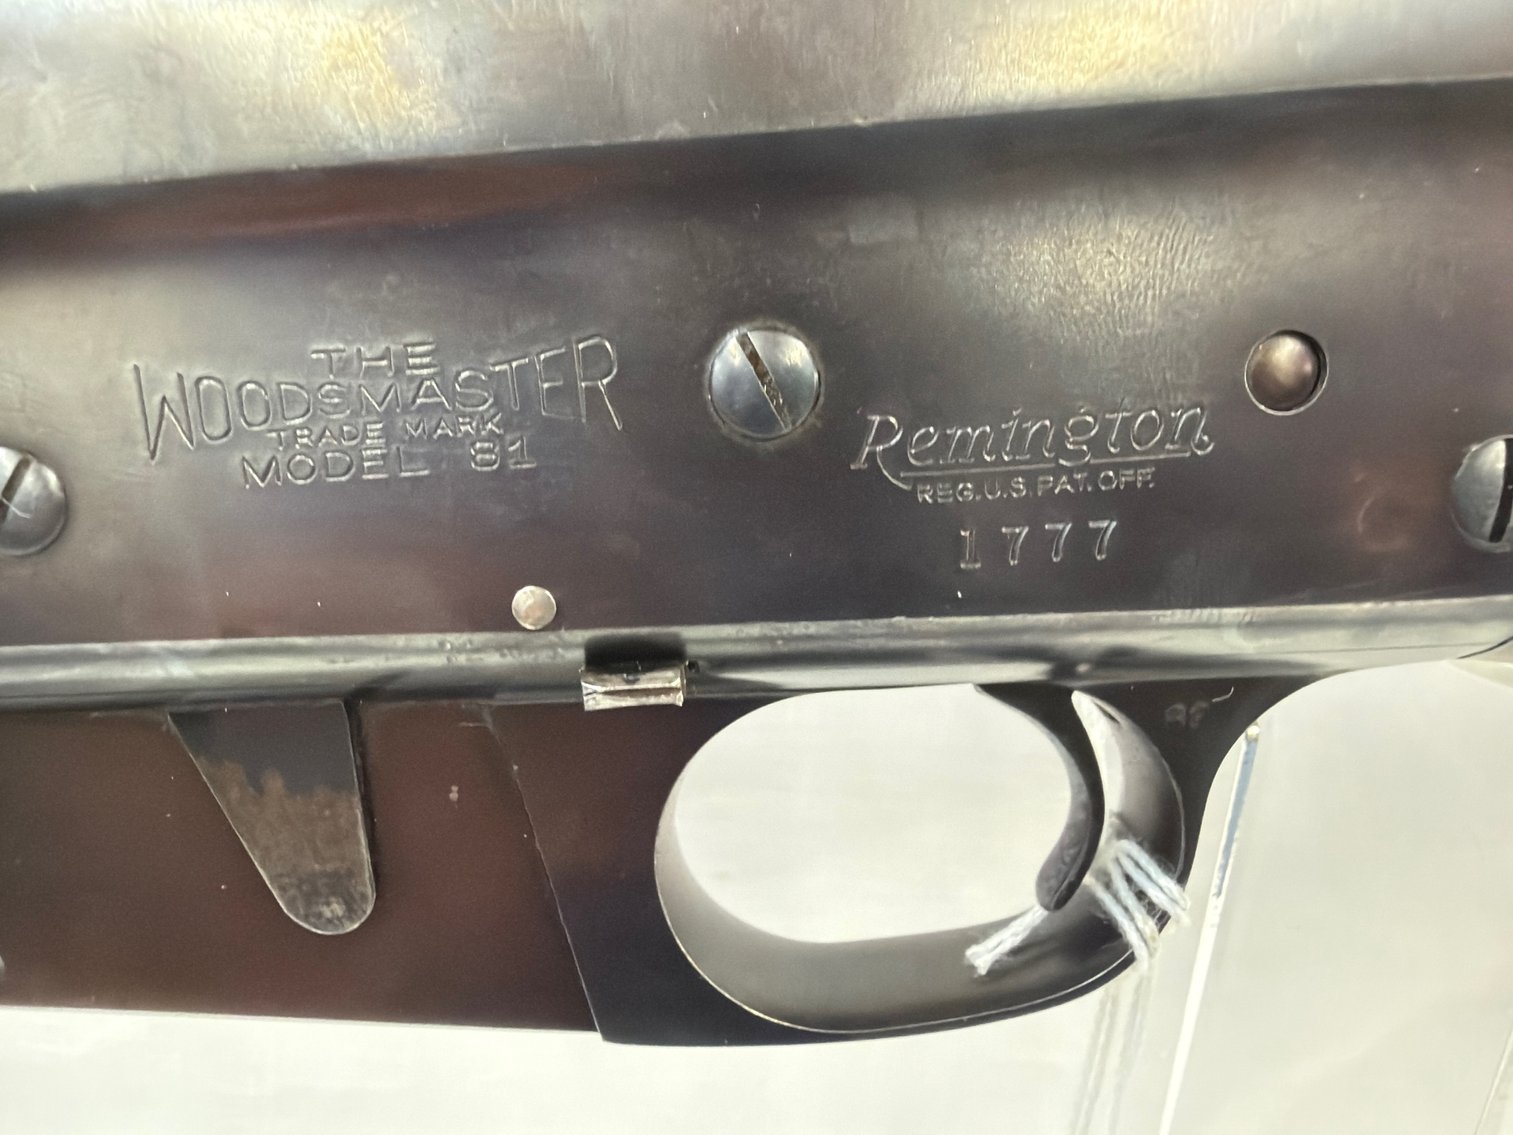 THE
WOODSMASTER
TRADE MARK
MODEL 81
Remington
REG.U.S.PAT.OFF.
1777